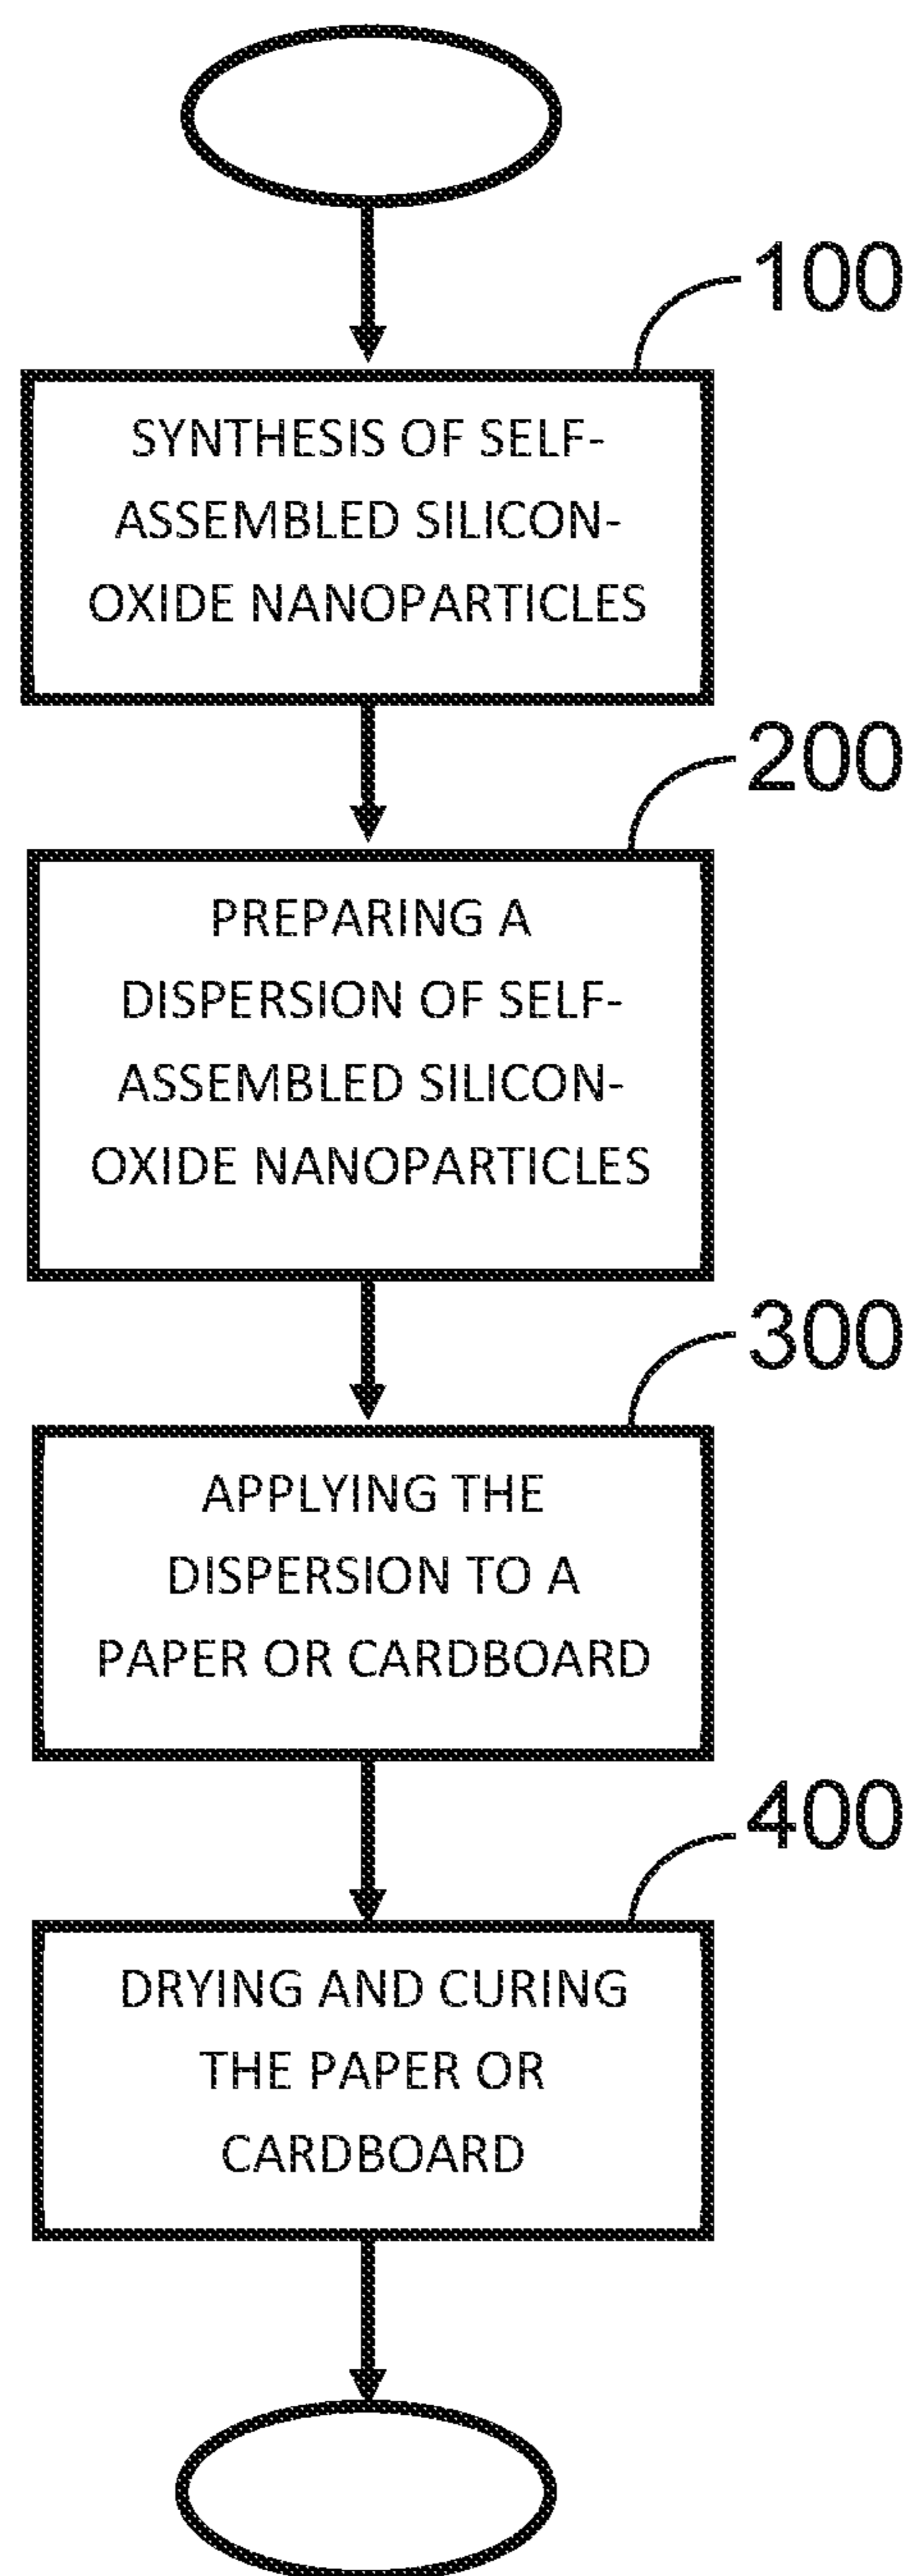 100
SYNTHESIS OF SELF-
ASSEMBLED SILICON-
OXIDE NANOPARTICLES
200
PREPARING A
DISPERSION OF SELF-
ASSEMBLED SILICON-
OXIDE NANOPARTICLES
300
APPLYING THE
DISPERSION TO A
PAPER OR CARDBOARD
400
DRYING AND CURING
THE PAPER OR
CARDBOARD